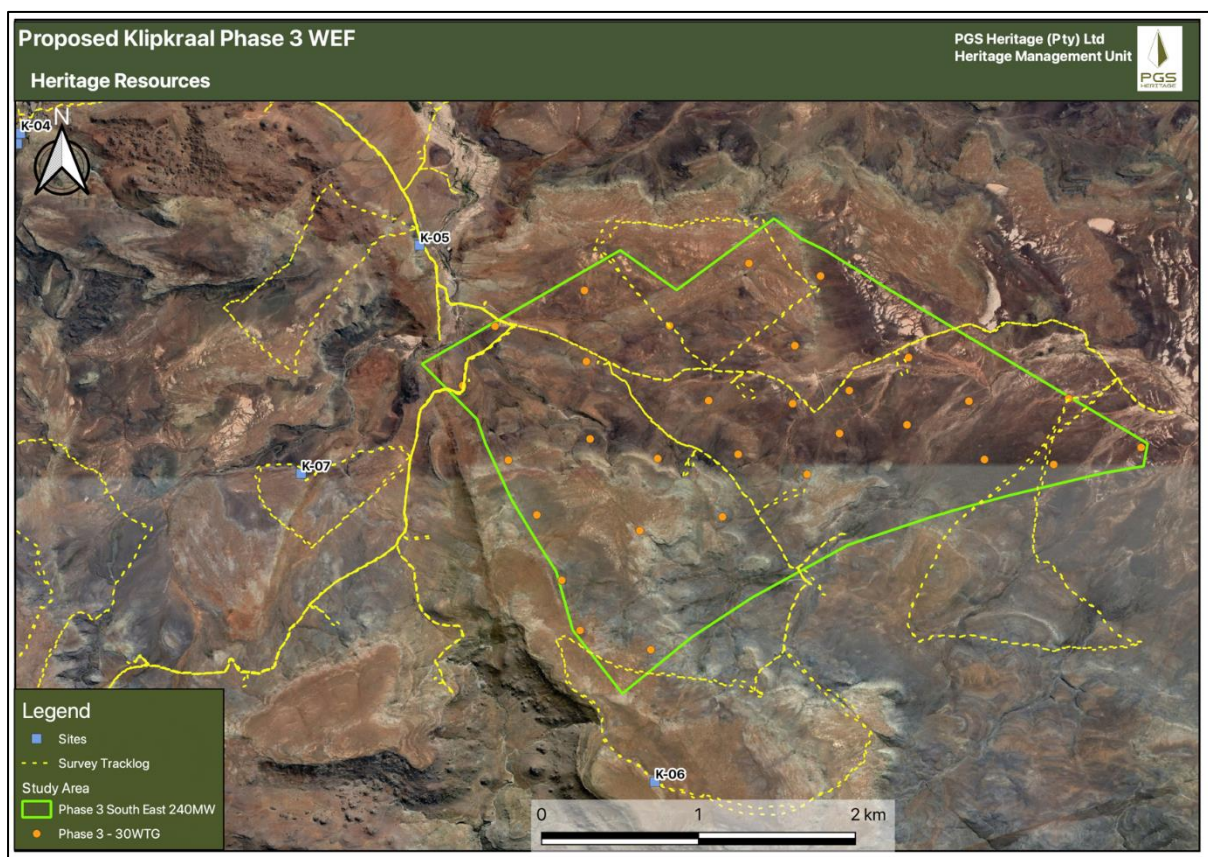 Proposed Klipkraal Phase 3 WEF
Heritage Resources
PGS Heritage (Pty) Ltd
Heritage Management Unit
PGS
HERITAGE
K-04
N
K-05
K-07
K-06
Legend
Sites
Survey Tracklog
Study Area
Phase 3 South East 240MW
Phase 3 - 30WTG
0 1 2 km